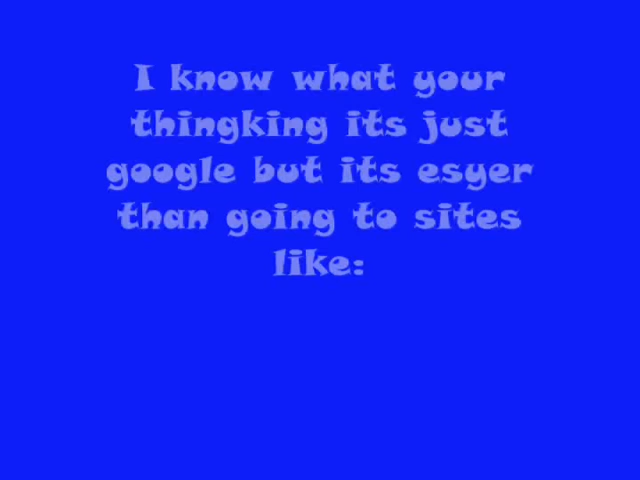 I know what your
thingking its just
google but its esyer
than going to sites
like: